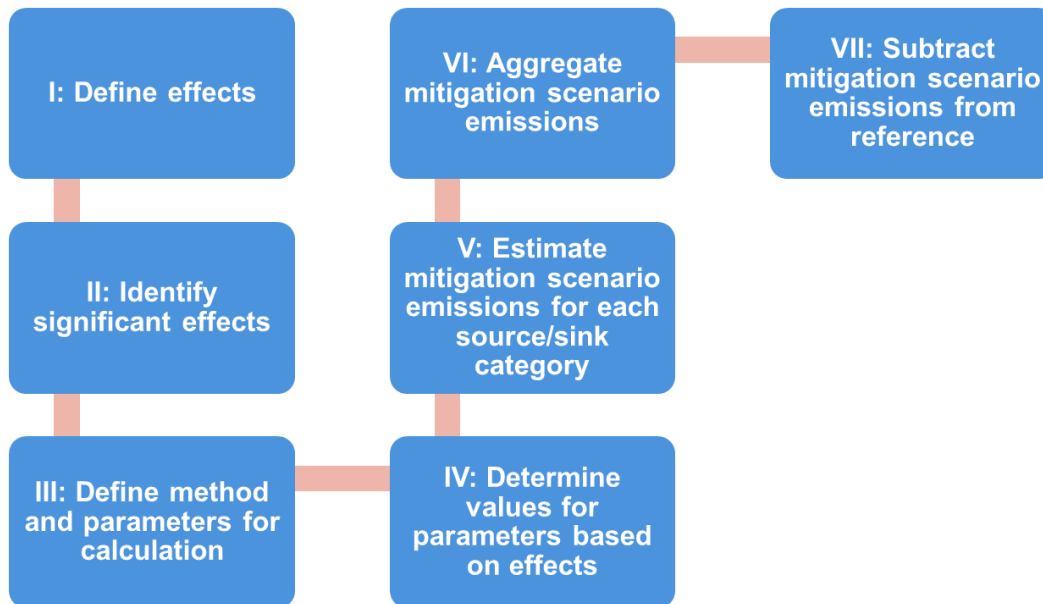 I: Define effects
II: Identify
significant effects
III: Define method
and parameters for
calculation
IV: Determine
values for
parameters based
on effects
V: Estimate
mitigation scenario
emissions for each
source/sink
category
VI: Aggregate
mitigation scenario
emissions
VII: Subtract
mitigation scenario
emissions from
reference